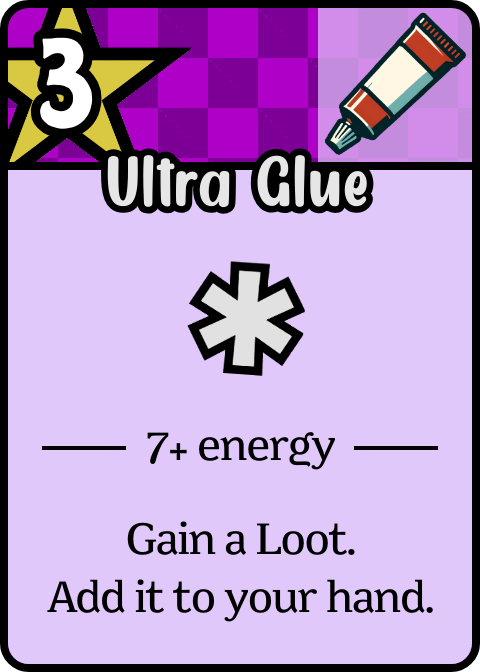 3
Ultra Glue
*
7+ energy
Gain a Loot.
Add it to your hand.